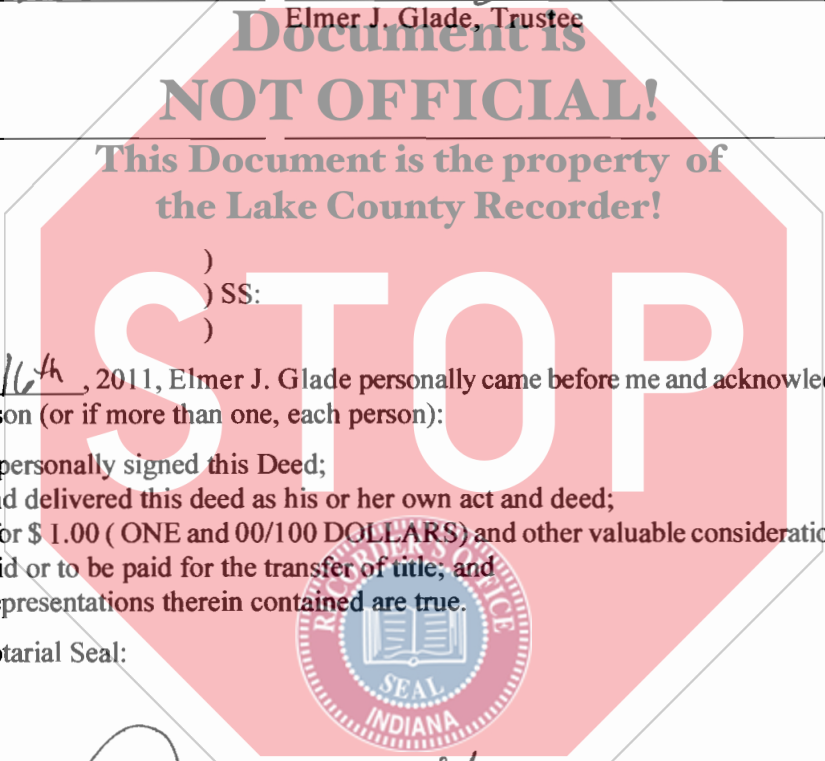 Elmer J. Glade, Trustee
Document is
NOT OFFICIAL!
This Document is the property of
the Lake County Recorder!
)
) SS:
)
STOP
16th, 2011, Elmer J. Glade personally came before me and acknowle
son (or if more than one, each person):
personally signed this Deed;
d delivered this deed as his or her own act and deed;
or $ 1.00 ( ONE and 00/100 DOLLARS) and other valuable consideratio
id or to be paid for the transfer of title; and
epresentations therein contained are true.
otarial Seal:
RECORDER'S OFFICE
SEAL
INDIANA